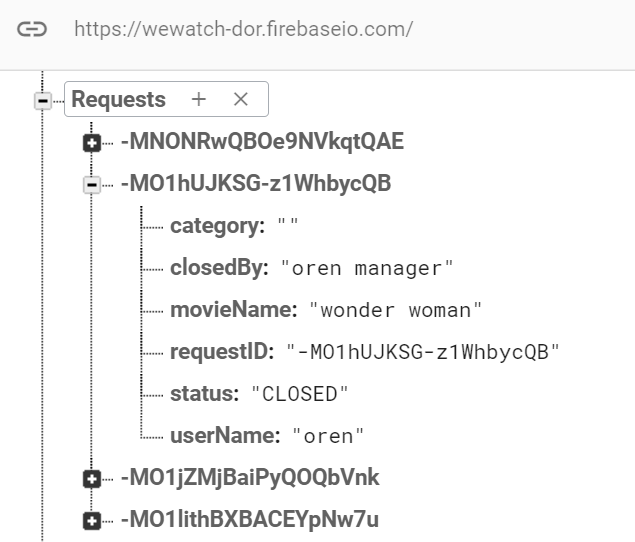 https://wewatch-dor.firebaseio.com/
Requests
-MNONRwQBOe9NVkqtQAE
-MO1hUJKSG-z1WhbycQB
category: ""
closedBy: "oren manager"
movieName: "wonder woman"
requestID: "-MO1hUJKSG-z1WhbycQB"
status: "CLOSED"
userName: "oren"
-MO1jZMjBaiPyQOQbVnk
-MO1lithBXBACEYpNw7u